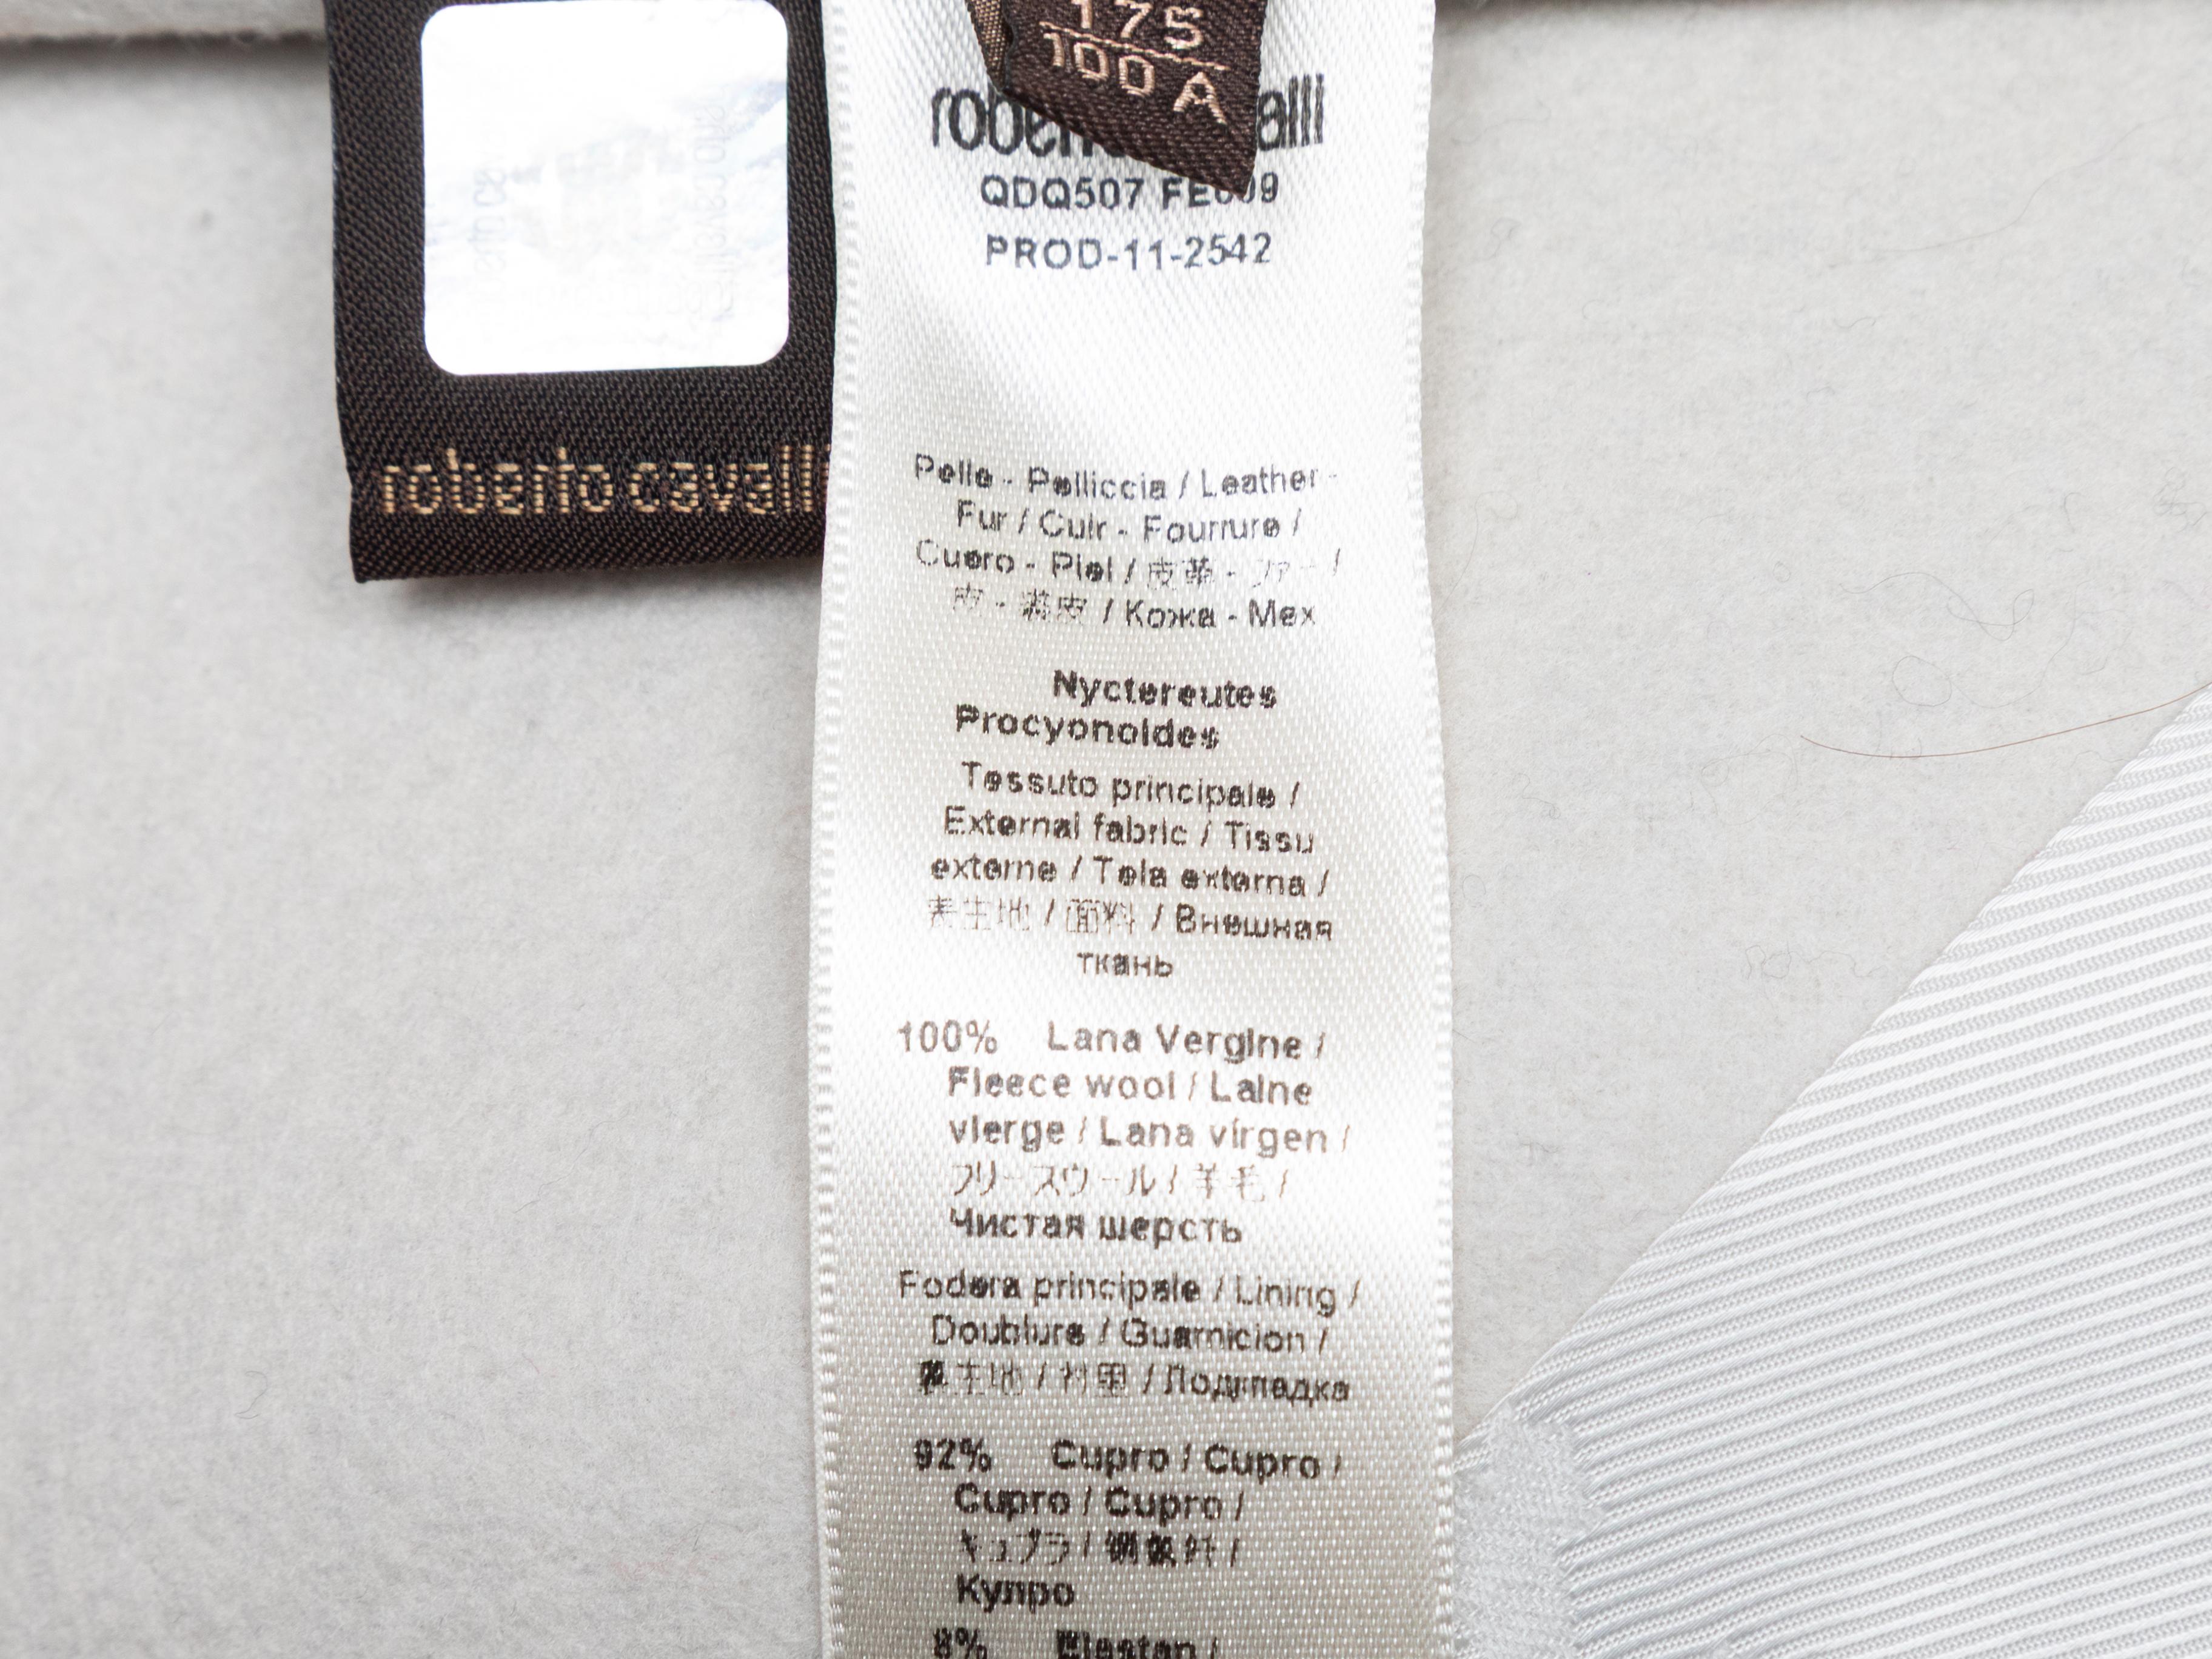 175
100 A
QDQ507
PROD-11-2542
roberto cavalli
Pelle - Pelliccia / Leather -
Fur / Cuir - Fourrure /
Cuero - Piel / 皮革 - ファー /
皮 - 裘皮 / Кожа - Мех
Nyctereutes
Procyonoides
Tessuto principale /
External fabric / Tissu
externe / Tela externa /
表生地 / 面料 / Внешная
ткань
100% Lana Vergine /
Fleece wool / Laine
vierge / Lana virgen /
フリースウール / 羊毛 /
Чистая шерсть
Fodera principale / Lining /
Doublure / Guarnicion /
裏生地 / 衬里 / Подкладка
92% Cupro / Cupro /
Cupro / Cupro /
キュプラ / /
Купро
8% Elastan /